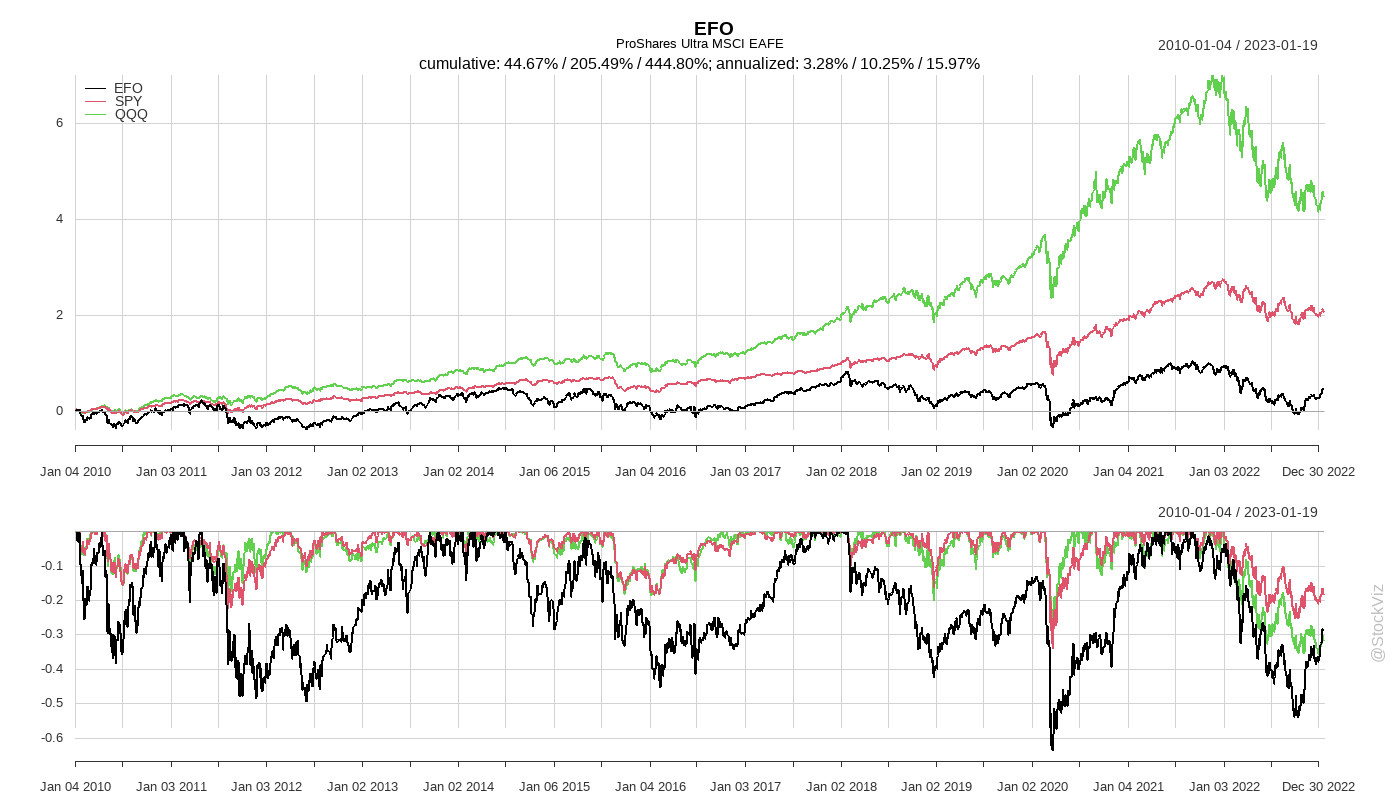 EFO
ProShares Ultra MSCI EAFE
2010-01-04 / 2023-01-19
cumulative: 44.67% / 205.49% / 444.80%; annualized: 3.28% / 10.25% / 15.97%
EFO
SPY
QQQ
6
4
2
0
Jan 04 2010 Jan 03 2011 Jan 03 2012 Jan 02 2013 Jan 02 2014 Jan 06 2015 Jan 04 2016 Jan 03 2017 Jan 02 2018 Jan 02 2019 Jan 02 2020 Jan 04 2021 Jan 03 2022 Dec 30 2022
2010-01-04 / 2023-01-19
-0.1
-0.2
-0.3
-0.4
-0.5
-0.6
Jan 04 2010 Jan 03 2011 Jan 03 2012 Jan 02 2013 Jan 02 2014 Jan 06 2015 Jan 04 2016 Jan 03 2017 Jan 02 2018 Jan 02 2019 Jan 02 2020 Jan 04 2021 Jan 03 2022 Dec 30 2022
@StockViz